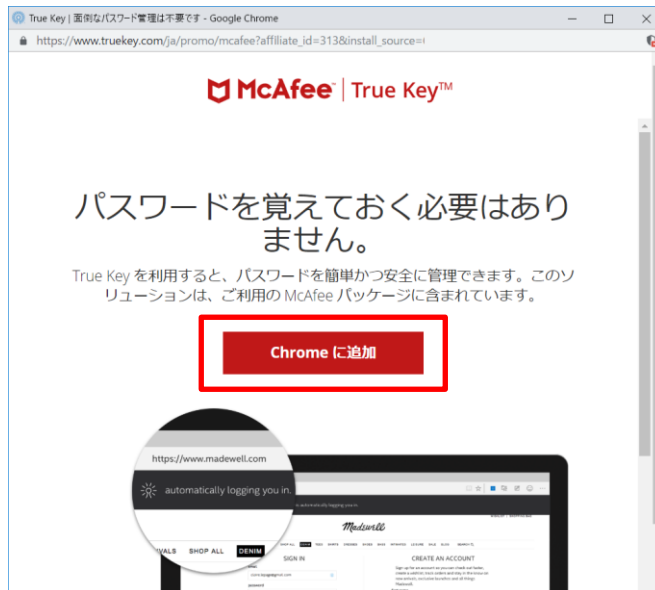 True Key | 面倒なパスワード管理は不要です - Google Chrome
https://www.truekey.com/ja/promo/mcafee?affiliate_id=313&install_source=
McAfee™ | True Key™
パスワードを覚えておく必要はあり
ません。
True Key を利用すると、パスワードを簡単かつ安全に管理できます。このソ
リューションは、ご利用の McAfee パッケージに含まれています。
Chrome に追加
https://www.madewell.com
automatically logging you in.
Madewell
VALS SHOP ALL DENIM
SIGN IN
CREATE AN ACCOUNT
password